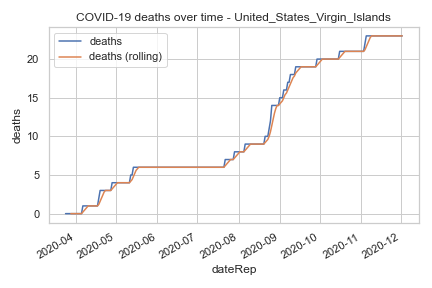 COVID-19 deaths over time - United_States_Virgin_Islands
deaths
deaths (rolling)
deaths
20
15
10
5
0
2020-04
2020-05
2020-06
2020-07
2020-08
2020-09
2020-10
2020-11
2020-12
dateRep